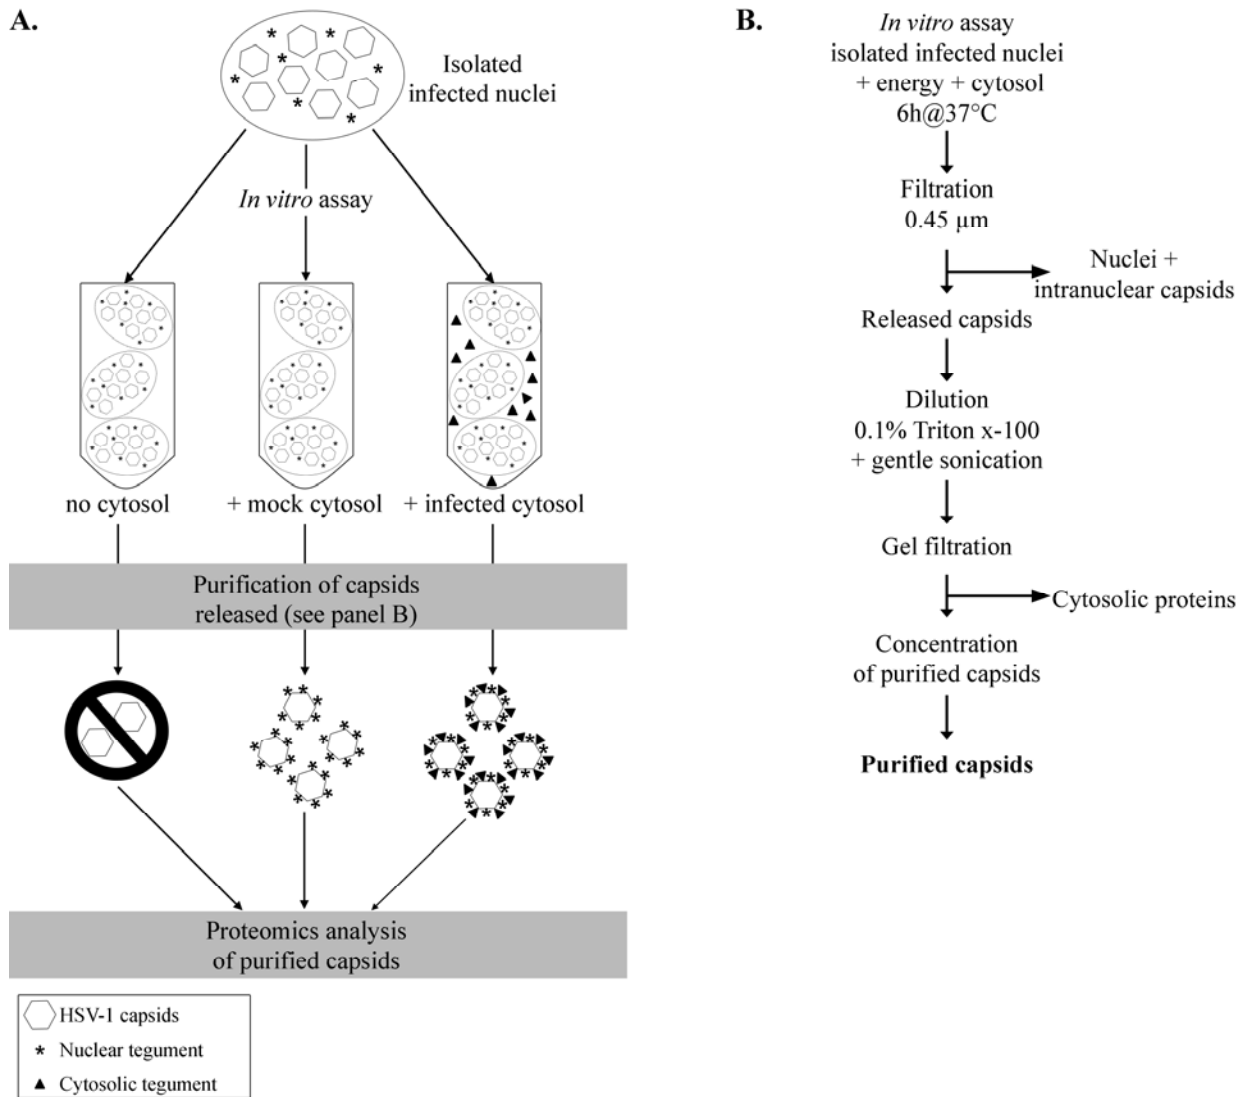 A.
Isolated
infected nuclei
In vitro assay
no cytosol
+ mock cytosol
+ infected cytosol
Purification of capsids
released (see panel B)
Proteomics analysis
of purified capsids
HSV-1 capsids
* Nuclear tegument
▲ Cytosolic tegument
B.
In vitro assay
isolated infected nuclei
+ energy + cytosol
6h@37°C
Filtration
0.45 µm
Nuclei +
intranuclear capsids
Released capsids
Dilution
0.1% Triton x-100
+ gentle sonication
Gel filtration
Cytosolic proteins
Concentration
of purified capsids
Purified capsids